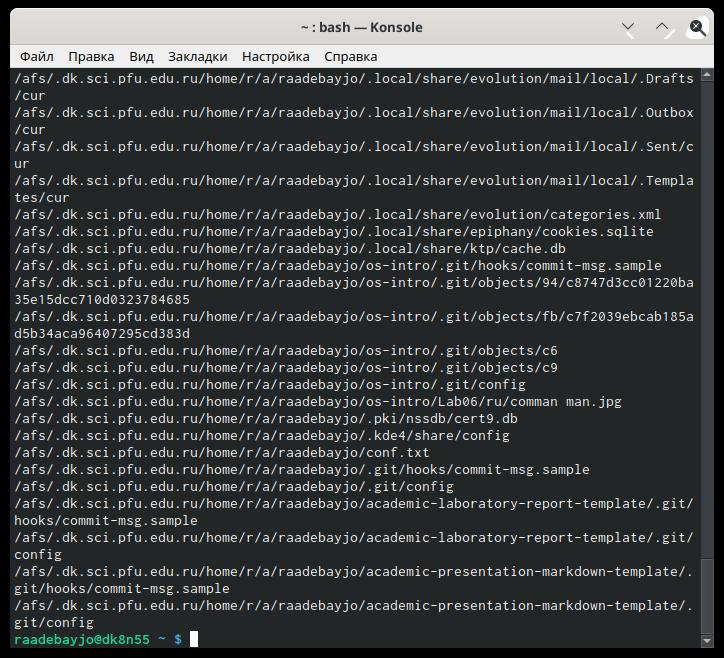 ~ : bash — Konsole
Файл Правка Вид Закладки Настройка Справка
/afs/.dk.sci.pfu.edu.ru/home/r/a/raadebayjo/.local/share/evolution/mail/local/.Drafts
/cur
/afs/.dk.sci.pfu.edu.ru/home/r/a/raadebayjo/.local/share/evolution/mail/local/.Outbox
/cur
/afs/.dk.sci.pfu.edu.ru/home/r/a/raadebayjo/.local/share/evolution/mail/local/.Sent/c
ur
/afs/.dk.sci.pfu.edu.ru/home/r/a/raadebayjo/.local/share/evolution/mail/local/.Templa
tes/cur
/afs/.dk.sci.pfu.edu.ru/home/r/a/raadebayjo/.local/share/evolution/categories.xml
/afs/.dk.sci.pfu.edu.ru/home/r/a/raadebayjo/.local/share/epiphany/cookies.sqlite
/afs/.dk.sci.pfu.edu.ru/home/r/a/raadebayjo/.local/share/ktp/cache.db
/afs/.dk.sci.pfu.edu.ru/home/r/a/raadebayjo/os-intro/.git/hooks/commit-msg.sample
/afs/.dk.sci.pfu.edu.ru/home/r/a/raadebayjo/os-intro/.git/objects/94/c8747d3cc01220ba
35e15dcc710d0323784685
/afs/.dk.sci.pfu.edu.ru/home/r/a/raadebayjo/os-intro/.git/objects/fb/c7f2039ebcab185a
d5b34aca96407295cd383d
/afs/.dk.sci.pfu.edu.ru/home/r/a/raadebayjo/os-intro/.git/objects/c6
/afs/.dk.sci.pfu.edu.ru/home/r/a/raadebayjo/os-intro/.git/objects/c9
/afs/.dk.sci.pfu.edu.ru/home/r/a/raadebayjo/os-intro/.git/config
/afs/.dk.sci.pfu.edu.ru/home/r/a/raadebayjo/os-intro/Lab06/ru/comman man.jpg
/afs/.dk.sci.pfu.edu.ru/home/r/a/raadebayjo/.pki/nssdb/cert9.db
/afs/.dk.sci.pfu.edu.ru/home/r/a/raadebayjo/.kde4/share/config
/afs/.dk.sci.pfu.edu.ru/home/r/a/raadebayjo/conf.txt
/afs/.dk.sci.pfu.edu.ru/home/r/a/raadebayjo/.git/hooks/commit-msg.sample
/afs/.dk.sci.pfu.edu.ru/home/r/a/raadebayjo/.git/config
/afs/.dk.sci.pfu.edu.ru/home/r/a/raadebayjo/academic-laboratory-report-template/.git/
hooks/commit-msg.sample
/afs/.dk.sci.pfu.edu.ru/home/r/a/raadebayjo/academic-laboratory-report-template/.git/
config
/afs/.dk.sci.pfu.edu.ru/home/r/a/raadebayjo/academic-presentation-markdown-template/.
git/hooks/commit-msg.sample
/afs/.dk.sci.pfu.edu.ru/home/r/a/raadebayjo/academic-presentation-markdown-template/.
git/config
raadebayjo@dk8n55 ~ $